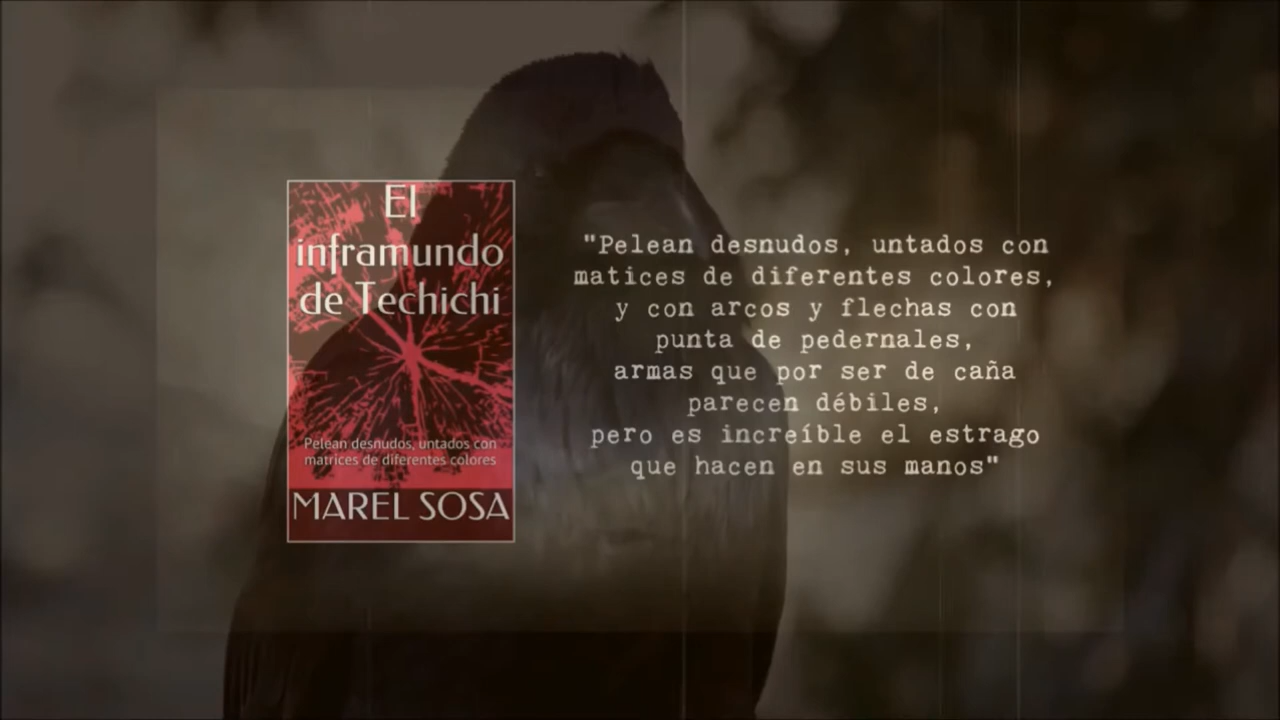 El
inframundo
de Techichi
Pelean desnudos, untados con
matrices de diferentes colores
MAREL SOSA
"Pelean desnudos, untados con
matices de diferentes colores,
y con arcos y flechas con
punta de pedernales,
armas que por ser de caña
parecen débiles,
pero es increíble el estrago
que hacen en sus manos"